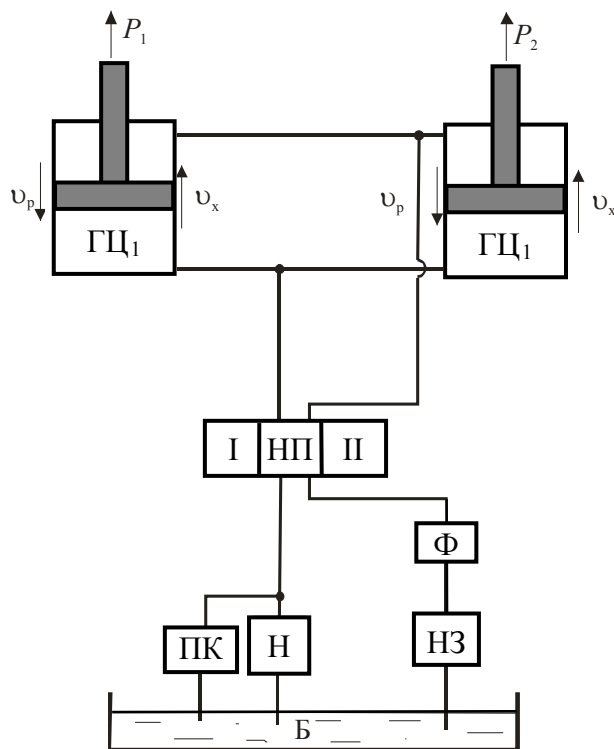 P₁
P₂
υр
υх
υр
υх
ГЦ₁
ГЦ₁
I
НП
II
Ф
ПК
Н
НЗ
Б